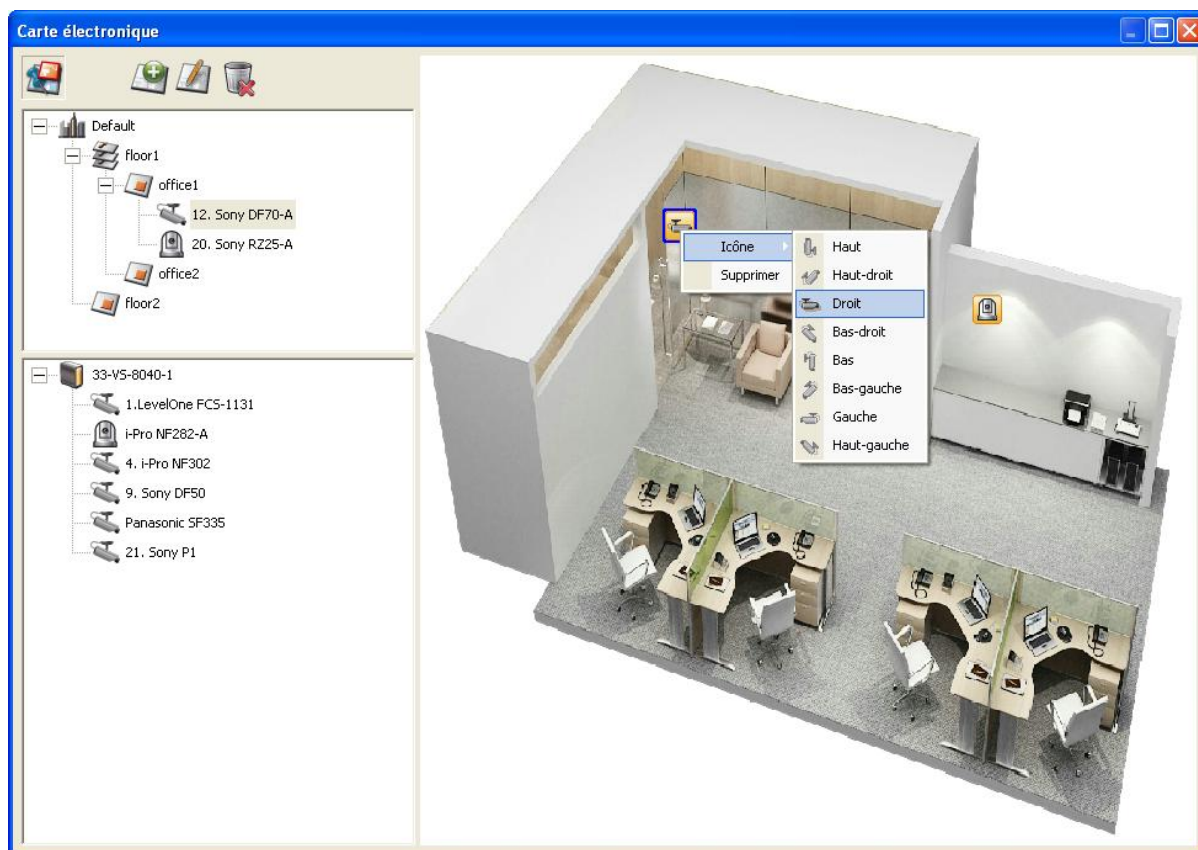 Carte électronique
Default
floor1
office1
12. Sony DF70-A
20. Sony RZ25-A
office2
floor2
33-VS-8040-1
1.LevelOne FCS-1131
i-Pro NF282-A
4. i-Pro NF302
9. Sony DF50
Panasonic SF335
21. Sony P1
Icône
Supprimer
Haut
Haut-droit
Droit
Bas-droit
Bas
Bas-gauche
Gauche
Haut-gauche